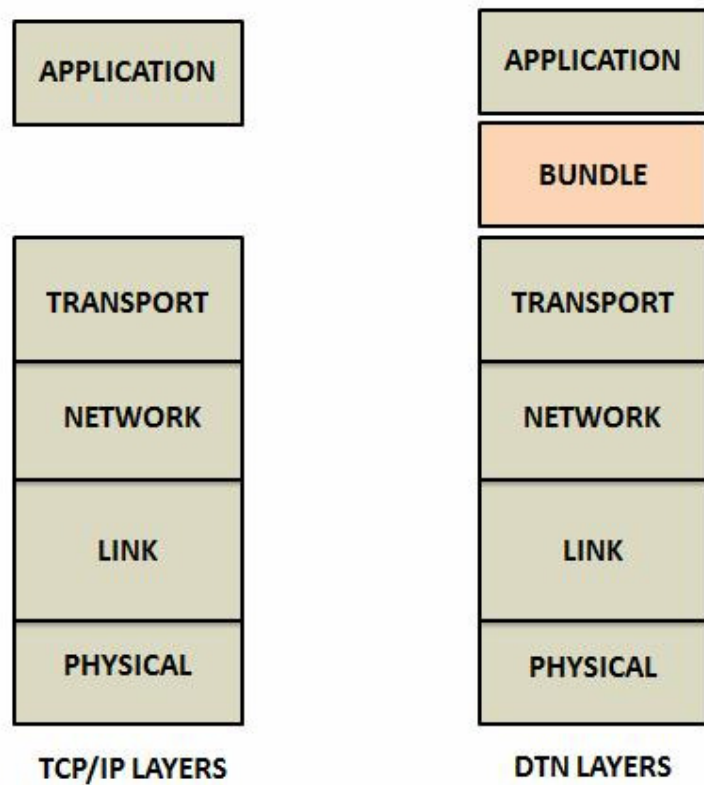 APPLICATION
TRANSPORT
NETWORK
LINK
PHYSICAL
TCP/IP LAYERS
APPLICATION
BUNDLE
TRANSPORT
NETWORK
LINK
PHYSICAL
DTN LAYERS